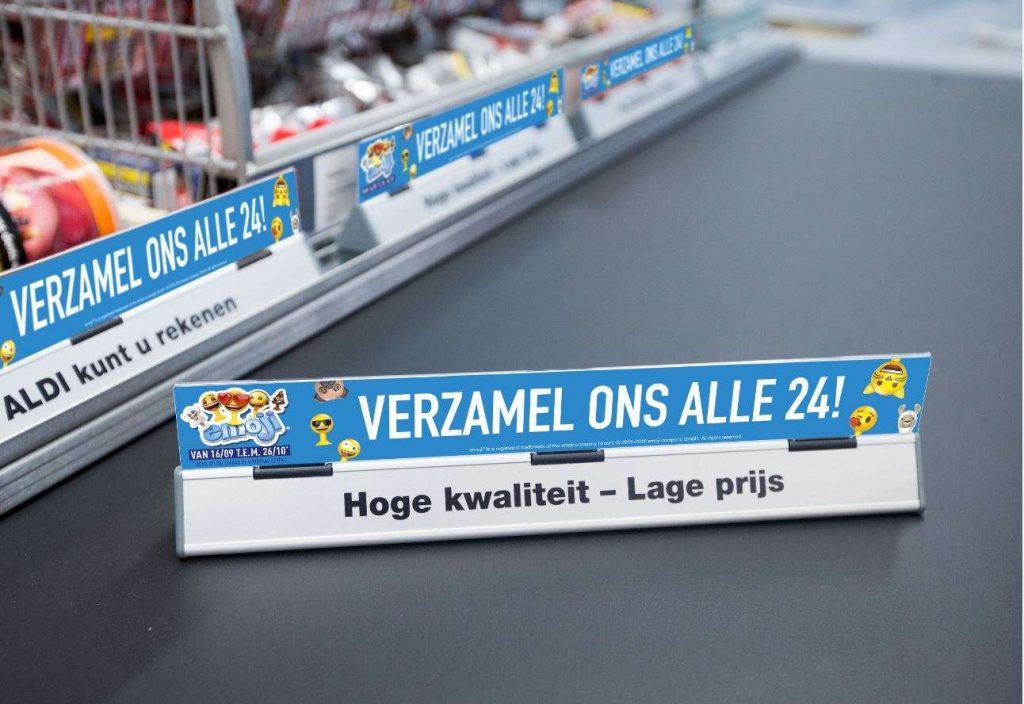 VERZAMEL ONS ALLE 24!
VERZAMEL ONS ALLE 24!
VERZAMEL ONS ALLE 24!
ALDI kunt u rekenen
emoji
VAN 16/09 T.E.M. 26/10*
VERZAMEL ONS ALLE 24!
Hoge kwaliteit – Lage prijs